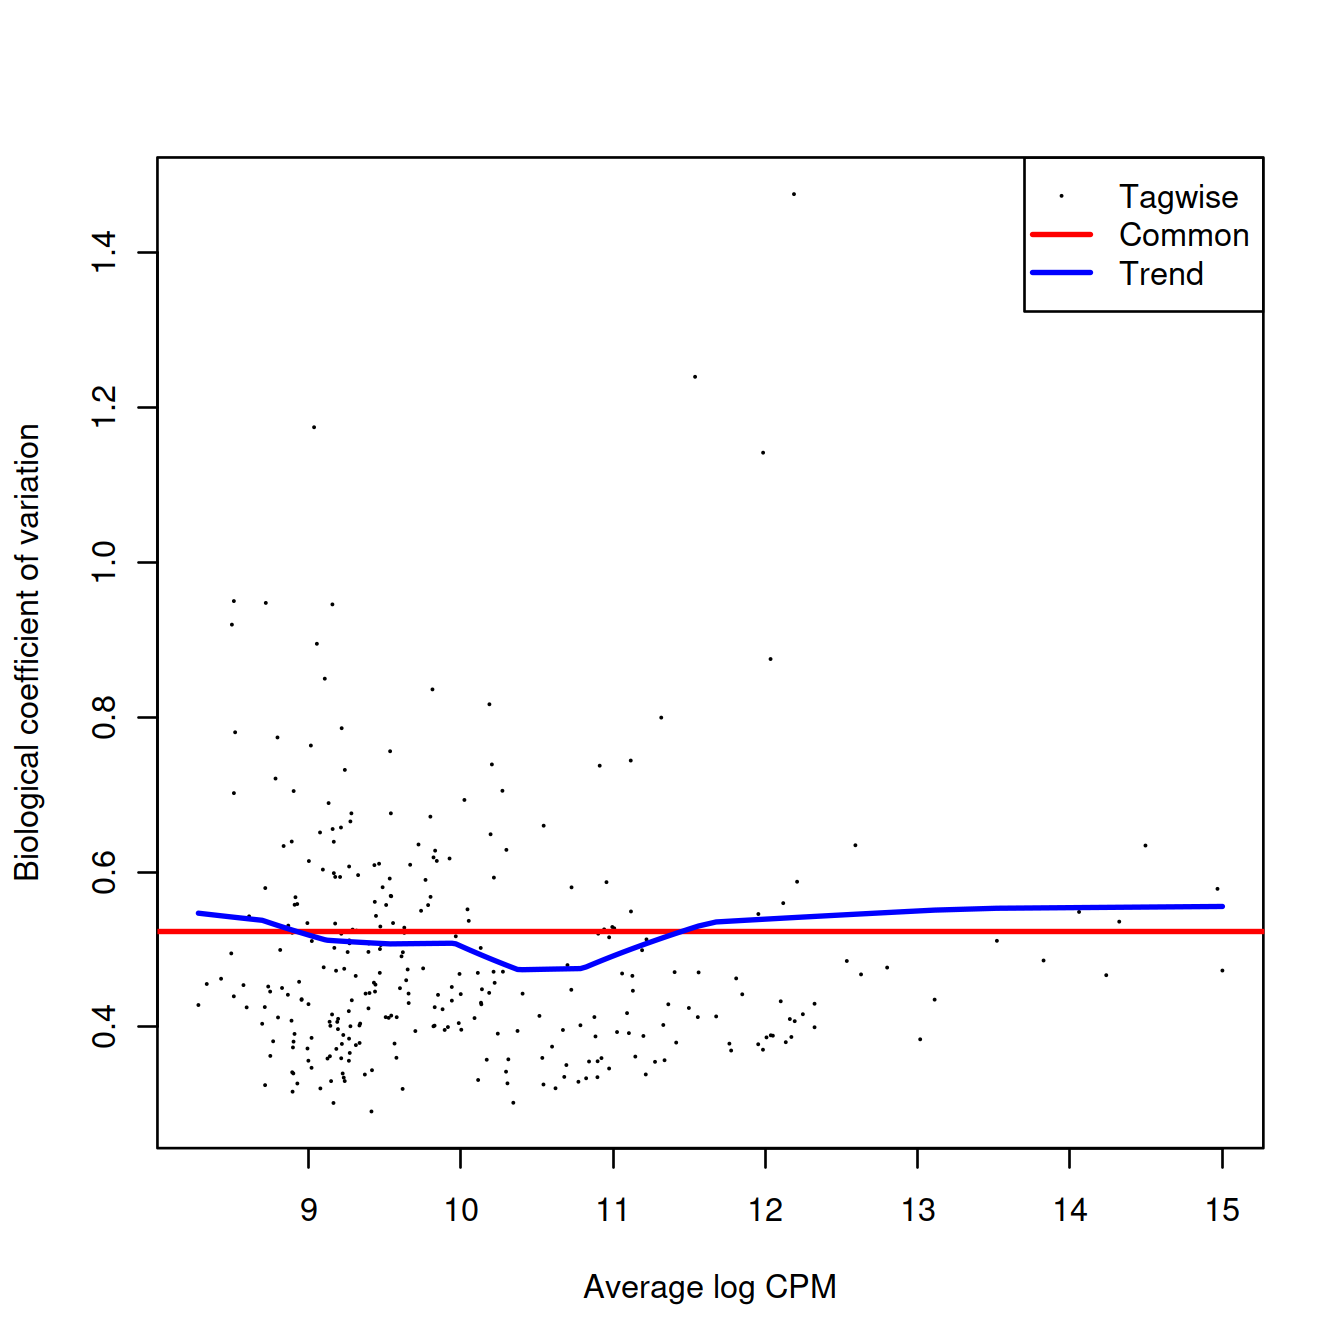 Tagwise
Common
Trend
1.4
1.2
1.0
0.8
0.6
0.4
Biological coefficient of variation
9 10 11 12 13 14 15
Average log CPM